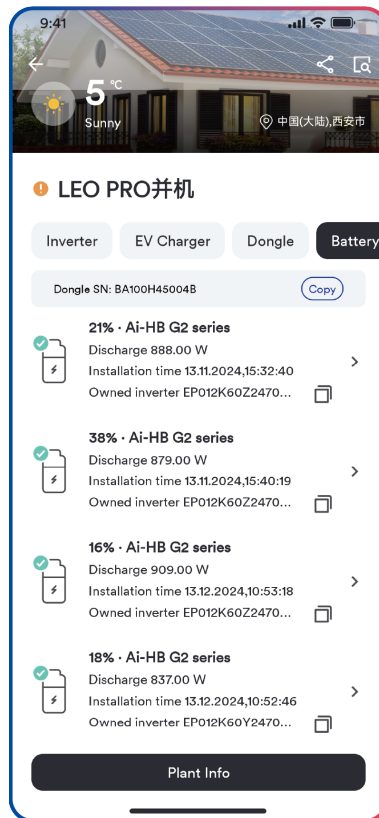 9:41
5 °C
Sunny
中国(大陆),西安市
LEO PRO并机
Inverter EV Charger Dongle Battery
Dongle SN: BA100H45004B Copy
21% · Ai-HB G2 series
Discharge 888.00 W
Installation time 13.11.2024,15:32:40
Owned inverter EP012K60Z2470...
38% · Ai-HB G2 series
Discharge 879.00 W
Installation time 13.11.2024,15:40:19
Owned inverter EP012K60Z2470...
16% · Ai-HB G2 series
Discharge 909.00 W
Installation time 13.12.2024,10:53:18
Owned inverter EP012K60Z2470...
18% · Ai-HB G2 series
Discharge 837.00 W
Installation time 13.12.2024,10:52:46
Owned inverter EP012K60Y2470...
Plant Info